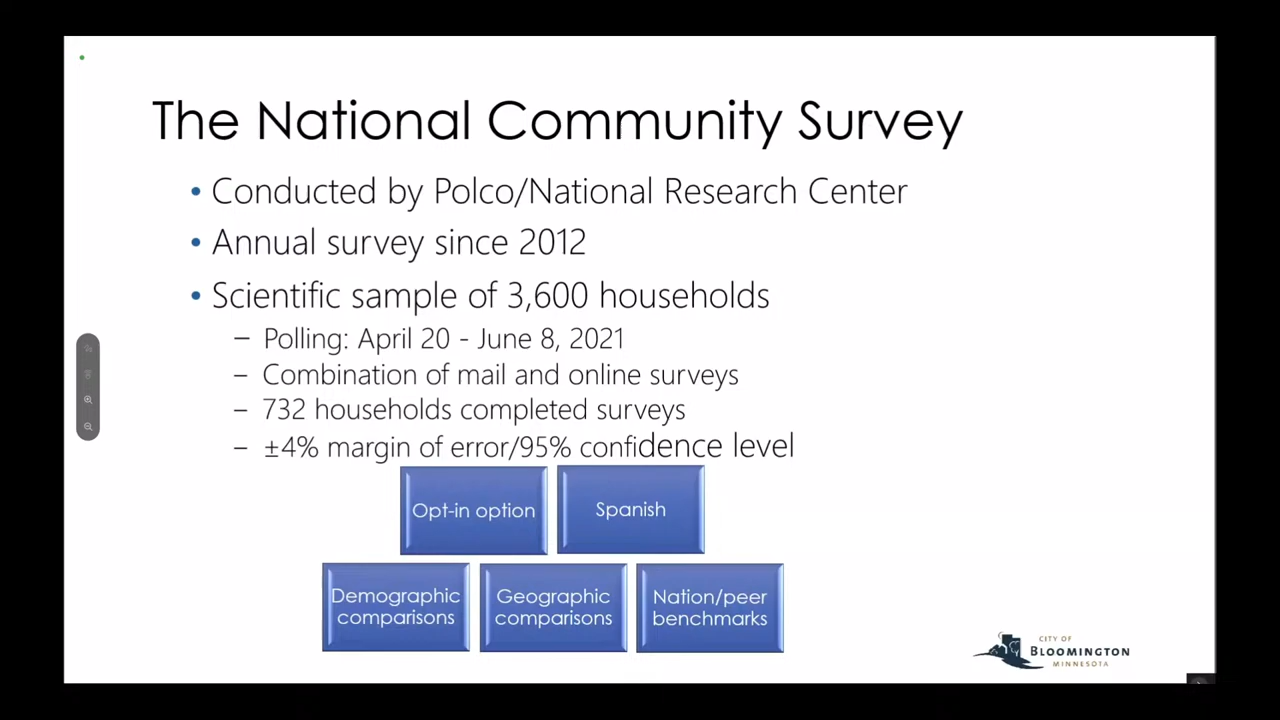 The National Community Survey
• Conducted by Polco/National Research Center
• Annual survey since 2012
• Scientific sample of 3,600 households
– Polling: April 20 - June 8, 2021
– Combination of mail and online surveys
– 732 households completed surveys
– ±4% margin of error/95% confidence level
Opt-in option
Spanish
Demographic
comparisons
Geographic
comparisons
Nation/peer
benchmarks
CITY OF
BLOOMINGTON
MINNESOTA